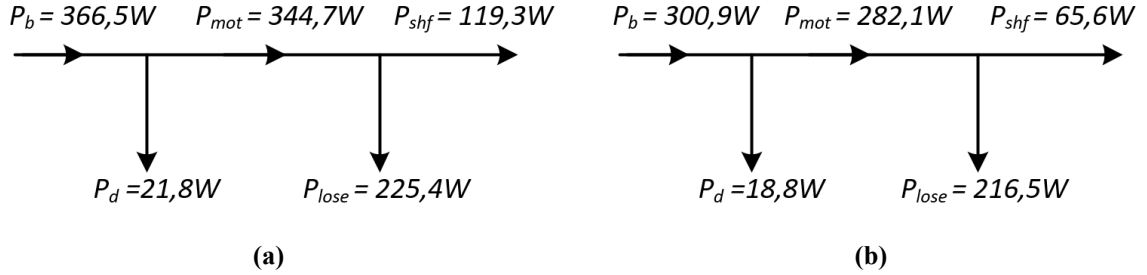 P_b = 366,5W P_mot = 344,7W P_shf = 119,3W
P_d =21,8W P_lose = 225,4W
(a)
P_b = 300,9W P_mot = 282,1W P_shf = 65,6W
P_d =18,8W P_lose = 216,5W
(b)